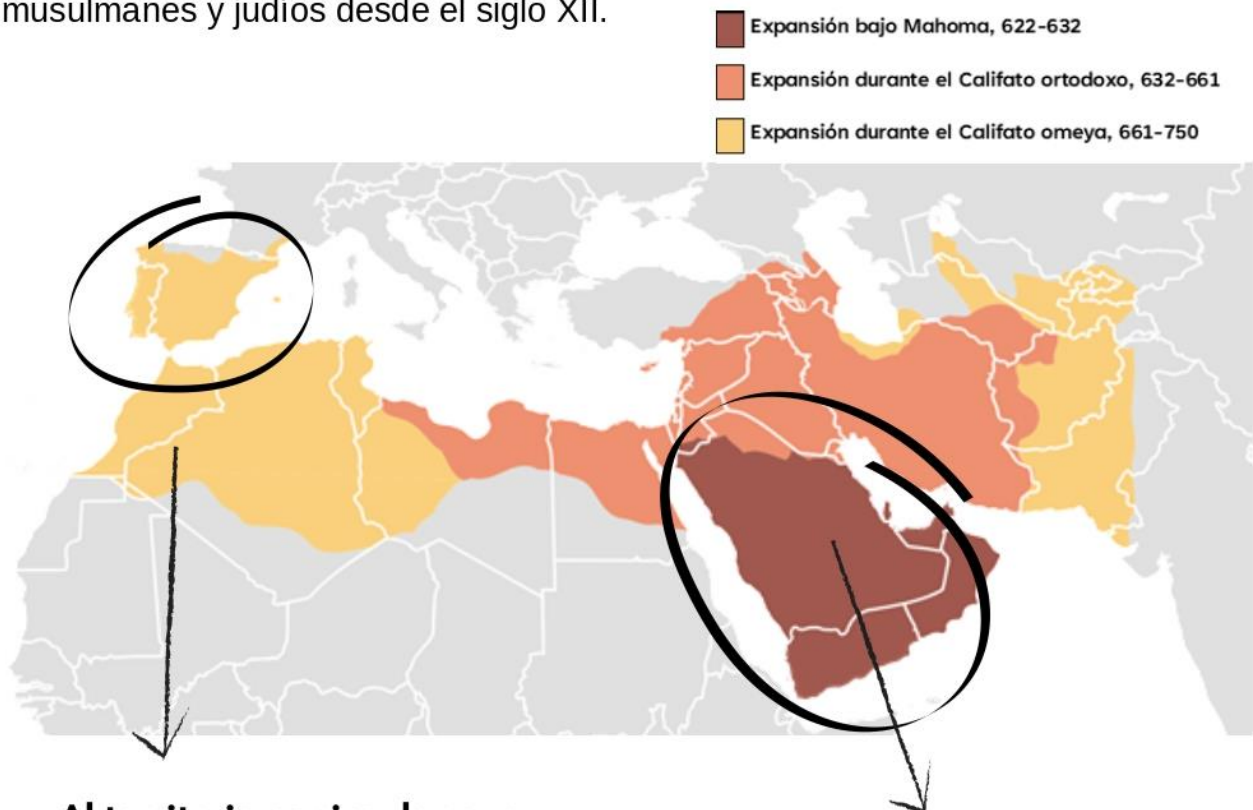 musulmanes y judíos desde el siglo XII.
Expansión bajo Mahoma, 622-632
Expansión durante el Califato ortodoxo, 632-661
Expansión durante el Califato omeya, 661-750